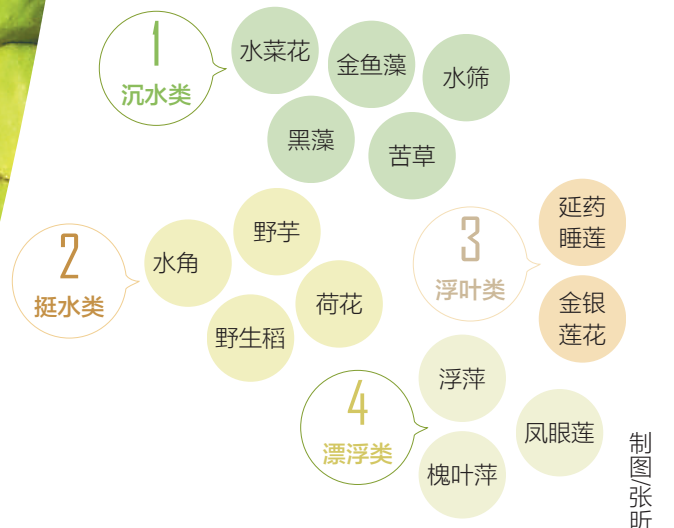 1
沉水类
水菜花
金鱼藻
水筛
黑藻
苦草
2
挺水类
水角
野芋
荷花
野生稻
3
浮叶类
延药
睡莲
金银
莲花
4
漂浮类
浮萍
凤眼莲
槐叶萍
制图/张昕